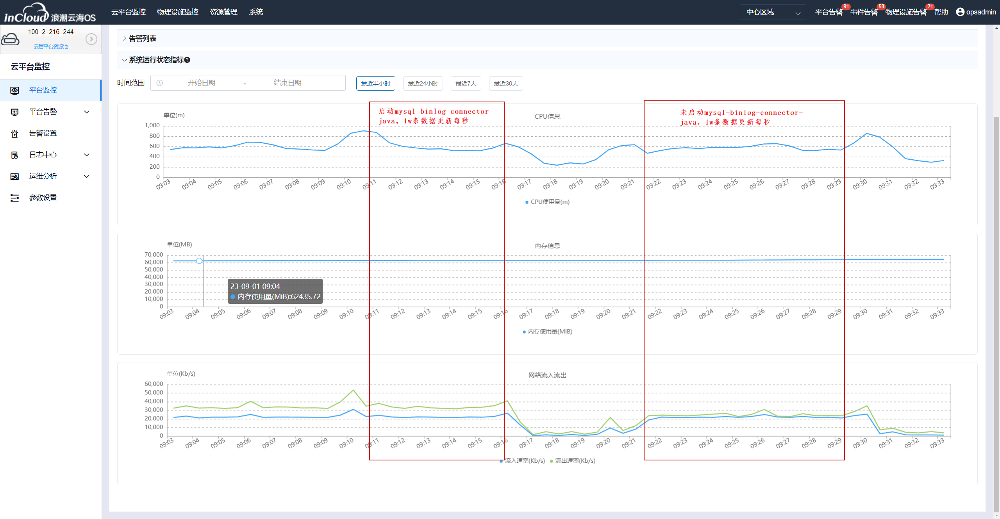 inCloud 浪潮云海OS
云平台监控 物理设施监控 资源管理 系统
中心区域
平台告警 91 事件告警 58 物理设施告警 21 帮助 opsadmin
100_2_216_244
云管平台资源池
云平台监控
平台监控
平台告警
告警设置
日志中心
运维分析
参数设置
告警列表
系统运行状态指标?
时间范围 开始日期 - 结束日期 最近半小时 最近24小时 最近7天 最近30天
启动mysql-binlog-connector-
java，1w条数据更新每秒
未启动mysql-binlog-connector-
java，1w条数据更新每秒
单位(m)
CPU信息
1,000
800
600
400
200
0
09:03 09:04 09:05 09:06 09:07 09:08 09:09 09:10 09:11 09:12 09:13 09:14 09:15 09:16 09:17 09:18 09:19 09:20 09:21 09:22 09:23 09:24 09:25 09:26 09:27 09:28 09:29 09:30 09:31 09:32 09:33
CPU使用量(m)
单位(MB)
内存信息
70,000
60,000
50,000
40,000
30,000
20,000
10,000
0
23-09-01 09:04
内存使用量(MiB):62435.72
09:03 09:04 09:05 09:06 09:07 09:08 09:09 09:10 09:11 09:12 09:13 09:14 09:15 09:16 09:17 09:18 09:19 09:20 09:21 09:22 09:23 09:24 09:25 09:26 09:27 09:28 09:29 09:30 09:31 09:32 09:33
内存使用量(MiB)
单位(Kb/s)
网络流入流出
60,000
50,000
40,000
30,000
20,000
10,000
0
09:03 09:04 09:05 09:06 09:07 09:08 09:09 09:10 09:11 09:12 09:13 09:14 09:15 09:16 09:17 09:18 09:19 09:20 09:21 09:22 09:23 09:24 09:25 09:26 09:27 09:28 09:29 09:30 09:31 09:32 09:33
流入速率(Kb/s) 流出速率(Kb/s)